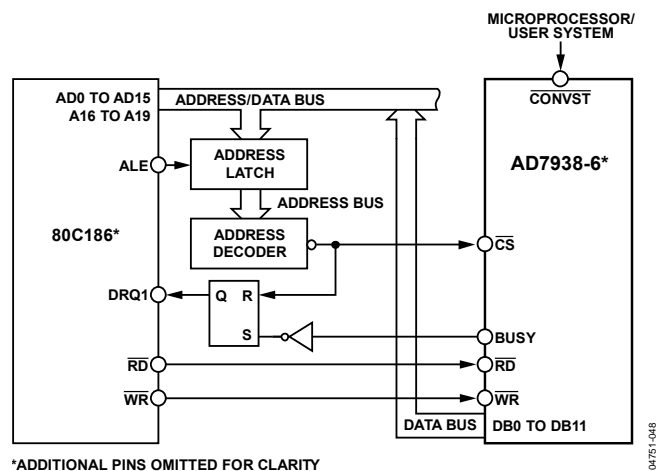 MICROPROCESSOR/
USER SYSTEM
AD0 TO AD15
A16 TO A19
ADDRESS/DATA BUS
CONVST
AD7938-6*
ALE
ADDRESS
LATCH
ADDRESS BUS
80C186*
ADDRESS
DECODER
CS
DRQ1
Q R
S
BUSY
RD
RD
WR
WR
DATA BUS
DB0 TO DB11
*ADDITIONAL PINS OMITTED FOR CLARITY
04751-048